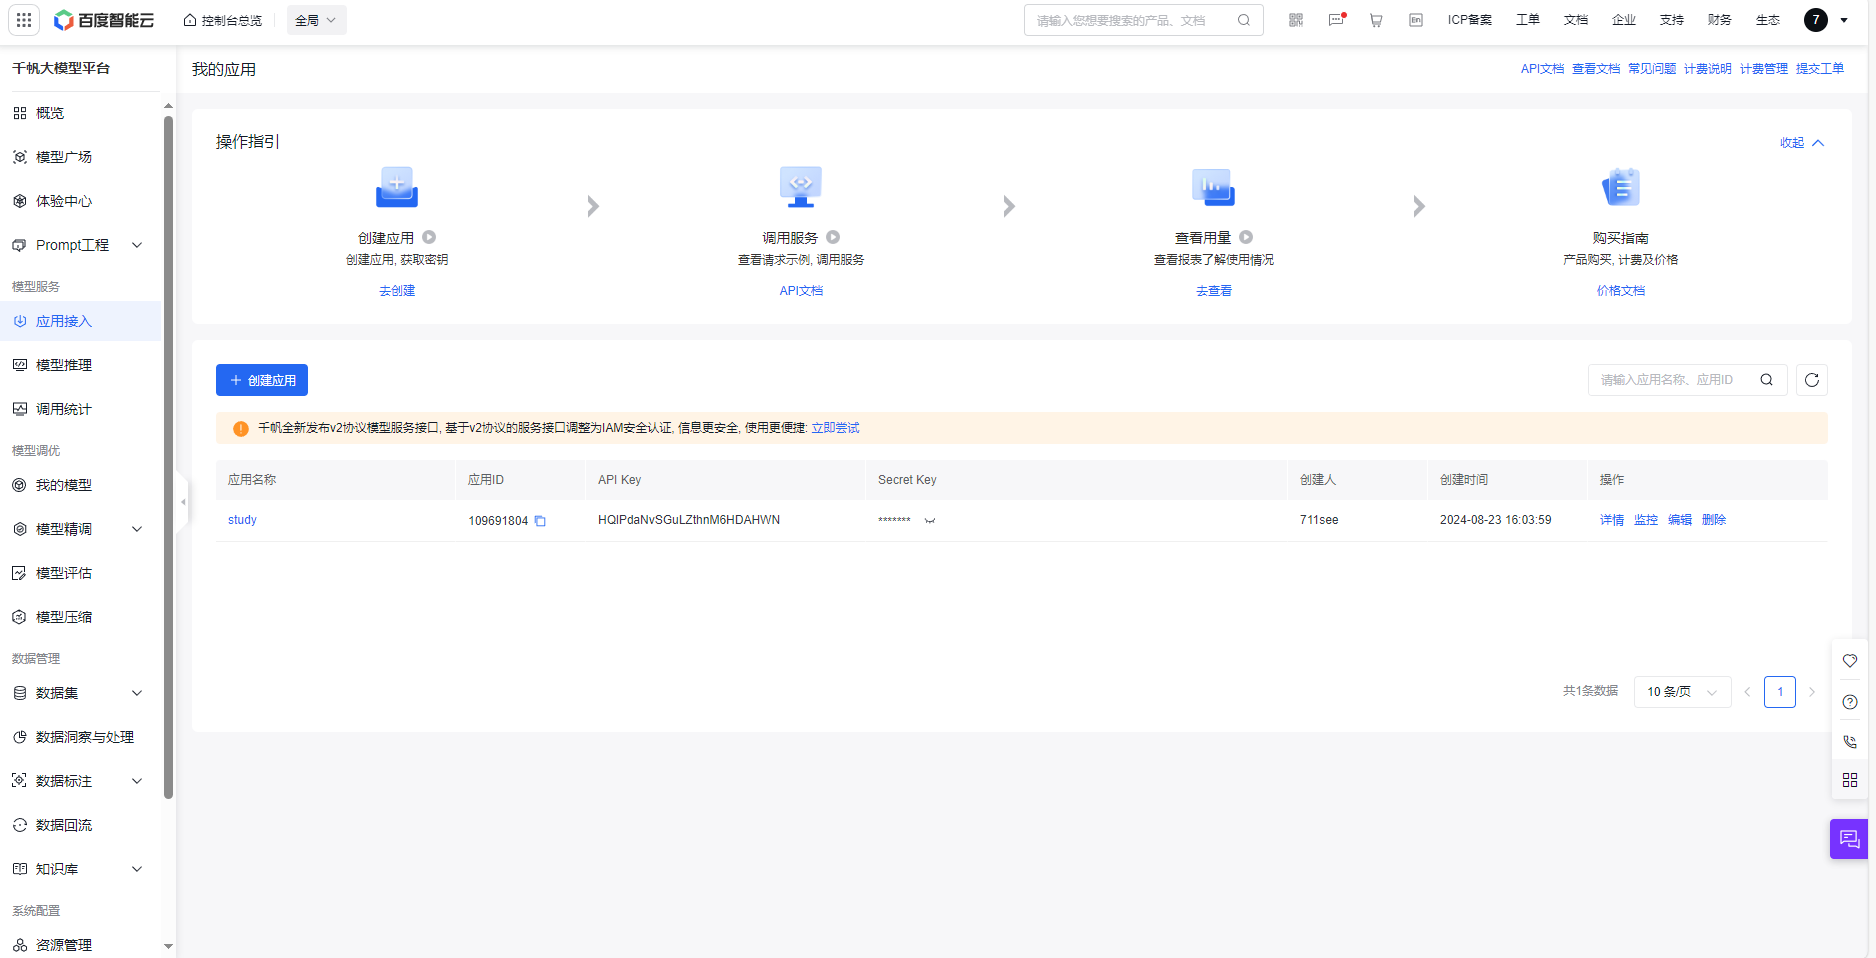 百度智能云
控制台总览
全局
请输入您想要搜索的产品、文档
En
ICP备案
工单
文档
企业
支持
财务
生态
7
千帆大模型平台
概览
模型广场
体验中心
Prompt工程
模型服务
应用接入
模型推理
调用统计
模型调优
我的模型
模型精调
模型评估
模型压缩
数据管理
数据集
数据洞察与处理
数据标注
数据回流
知识库
系统配置
资源管理
我的应用
API文档 查看文档 常见问题 计费说明 计费管理 提交工单
操作指引
收起
创建应用
创建应用, 获取密钥
去创建
调用服务
查看请求示例, 调用服务
API文档
查看用量
查看报表了解使用情况
去查看
购买指南
产品购买, 计费及价格
价格文档
创建应用
请输入应用名称、应用ID
千帆全新发布v2协议模型服务接口, 基于v2协议的服务接口调整为IAM安全认证, 信息更安全, 使用更便捷: 立即尝试
应用名称 应用ID API Key Secret Key 创建人 创建时间 操作
study 109691804 HQIPdaNvSGuLZthnM6HDAHWN ******* 711see 2024-08-23 16:03:59 详情 监控 编辑 删除
共1条数据 10 条/页 1